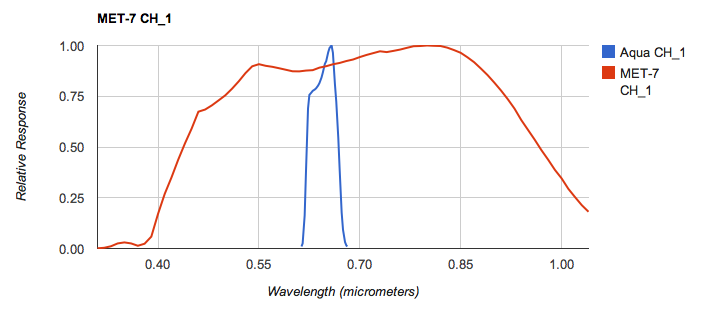 MET-7 CH_1
1.00
0.75
0.50
0.25
0.00
Relative Response
0.40 0.55 0.70 0.85 1.00
Wavelength (micrometers)
Aqua CH_1
MET-7
CH_1